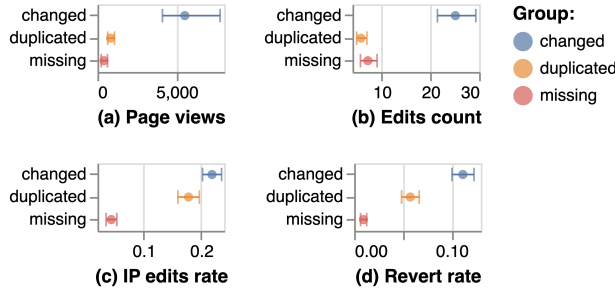 changed
duplicated
missing
0 5,000
(a) Page views
changed
duplicated
missing
10 20 30
(b) Edits count
Group:
changed
duplicated
missing
changed
duplicated
missing
0.1 0.2
(c) IP edits rate
changed
duplicated
missing
0.00 0.10
(d) Revert rate